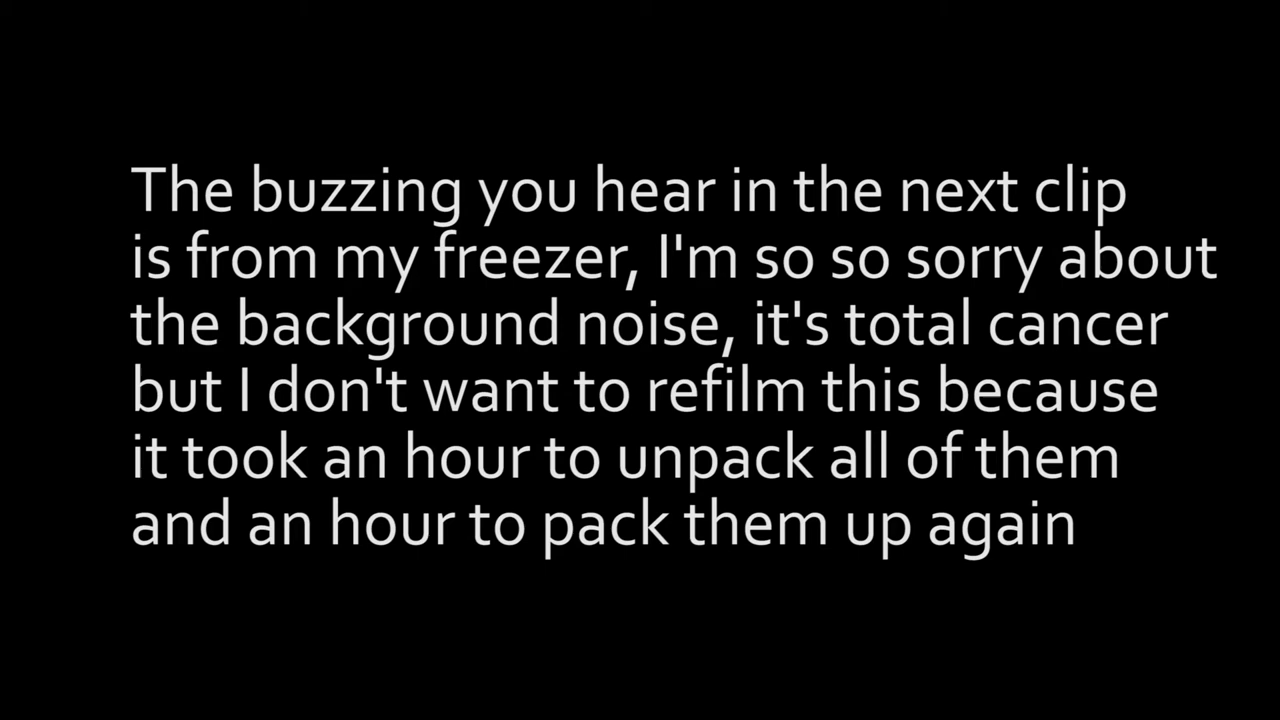 The buzzing you hear in the next clip
is from my freezer, I'm so so sorry about
the background noise, it's total cancer
but I don't want to refilm this because
it took an hour to unpack all of them
and an hour to pack them up again